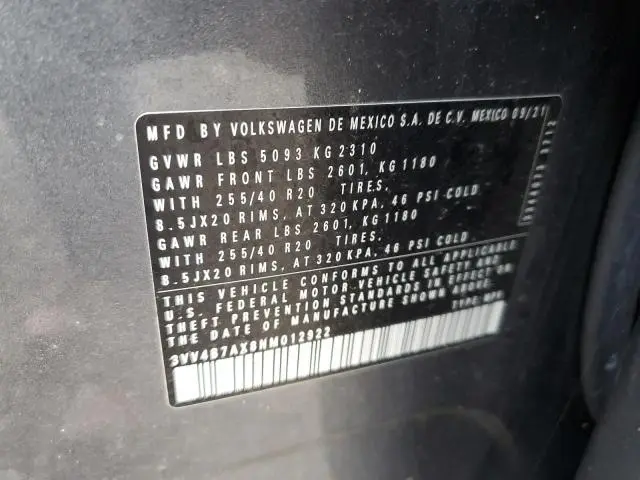 MFD BY VOLKSWAGEN DE MEXICO S.A. DE C.V. MEXICO 09/21
GVWR LBS 5093 KG 2310
GAWR FRONT LBS 2601, KG 1180
WITH 255/40 R20 TIRES,
8.5JX20 RIMS, AT 320 KPA, 46 PSI COLD
GAWR REAR LBS 2601, KG 1180
WITH 255/40 R20 TIRES,
8.5JX20 RIMS, AT 320 KPA, 46 PSI COLD
THIS VEHICLE CONFORMS TO ALL APPLICABLE
U.S. FEDERAL MOTOR VEHICLE SAFETY AND
THEFT PREVENTION STANDARDS IN EFFECT ON
THE DATE OF MANUFACTURE SHOWN ABOVE.
TYPE: MPV
3VV4B7AX8NM012922